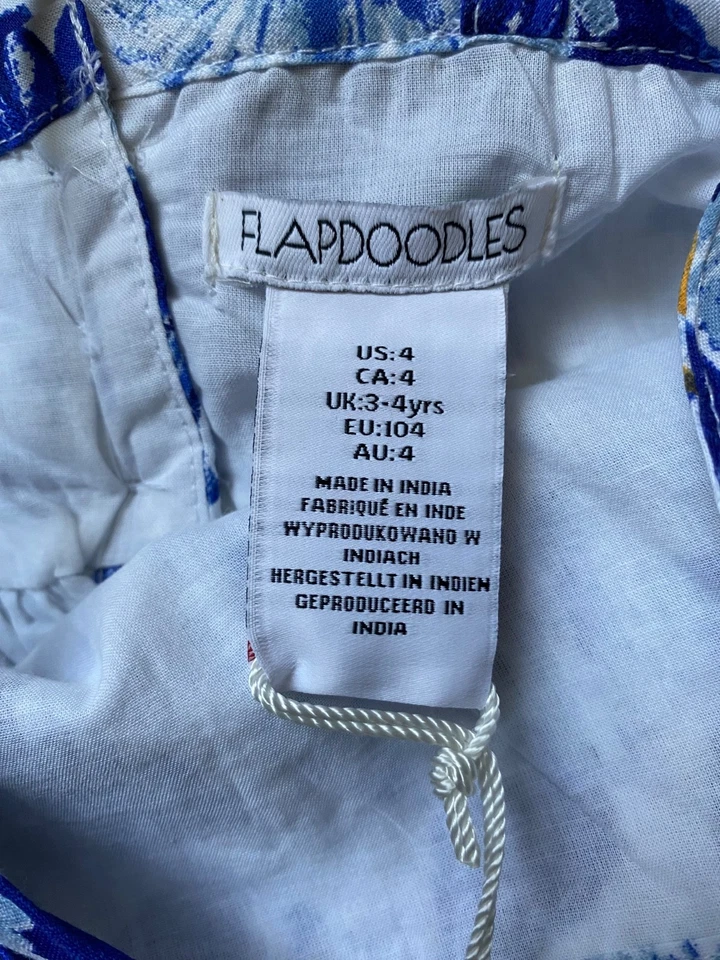 FLAPDOODLES
US:4
CA:4
UK:3-4yrs
EU:104
AU:4
MADE IN INDIA
FABRIQUÉ EN INDE
WYPRODUKOWANO W
INDIACH
HERGESTELLT IN INDIEN
GEPRODUCEERD IN
INDIA